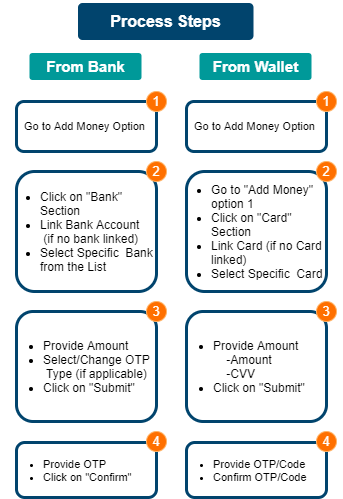 Process Steps
From Bank
1
Go to Add Money Option
2
Click on "Bank"
Section
Link Bank Account
(if no bank linked)
Select Specific Bank
from the List
3
Provide Amount
Select/Change OTP
Type (if applicable)
Click on "Submit"
4
Provide OTP
Click on "Confirm"
From Wallet
1
Go to Add Money Option
2
Go to "Add Money"
option 1
Click on "Card"
Section
Link Card (if no Card
linked)
Select Specific Card
3
Provide Amount
-Amount
-CVV
Click on "Submit"
4
Provide OTP/Code
Confirm OTP/Code